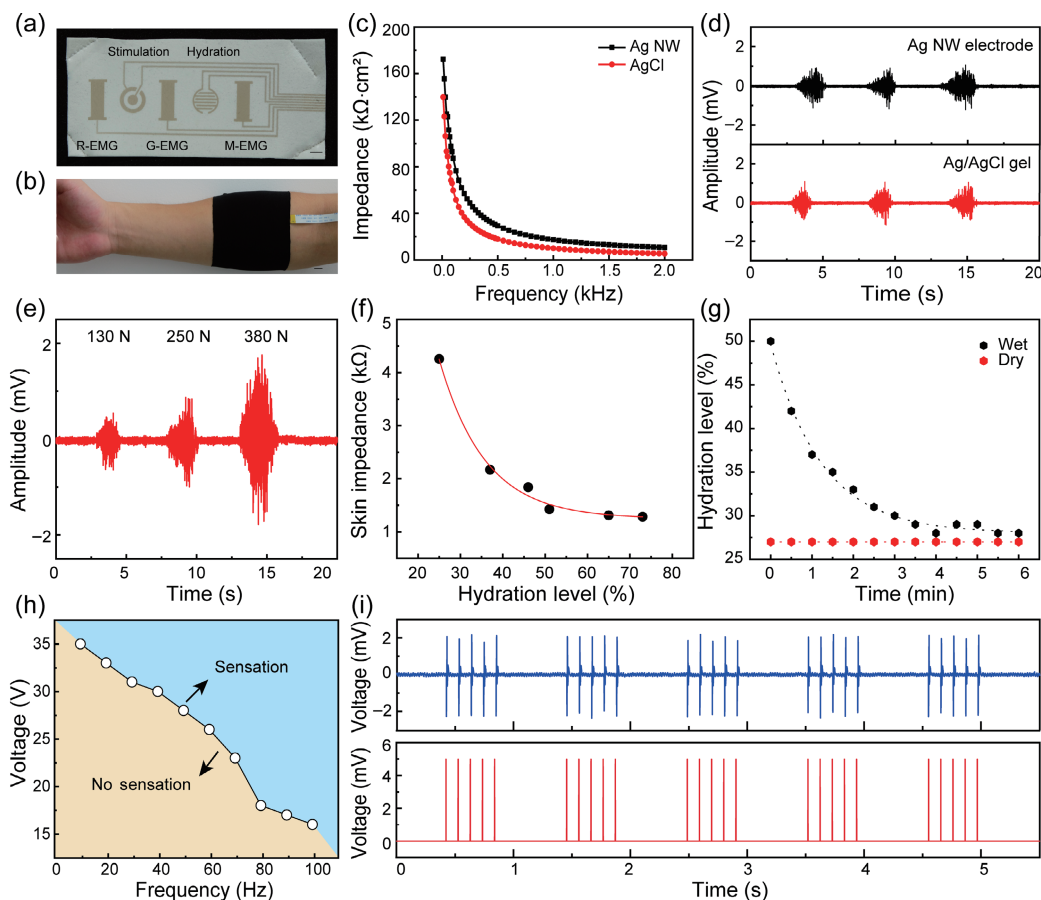 (a)
Stimulation Hydration
R-EMG G-EMG M-EMG
(b)
(c)
Impedance (kΩ·cm²)
200
160
120
80
40
0
Ag NW
AgCl
0.0 0.5 1.0 1.5 2.0
Frequency (kHz)
(d)
Amplitude (mV)
2
0
−2
Ag NW electrode
2
0
−2
Ag/AgCl gel
0 5 10 15 20
Time (s)
(e)
Amplitude (mV)
2
0
−2
130 N 250 N 380 N
0 5 10 15 20
Time (s)
(f)
Skin impedance (kΩ)
5
4
3
2
1
20 30 40 50 60 70 80
Hydration level (%)
(g)
Hydration level (%)
50
45
40
35
30
25
Wet
Dry
0 1 2 3 4 5 6
Time (min)
(h)
Voltage (V)
35
30
25
20
15
Sensation
No sensation
0 20 40 60 80 100
Frequency (Hz)
(i)
Voltage (mV)
2
0
−2
Voltage (mV)
6
4
2
0
0 1 2 3 4 5
Time (s)